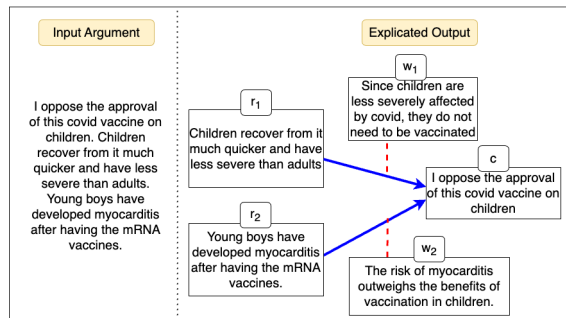 Input Argument
I oppose the approval
of this covid vaccine on
children. Children
recover from it much
quicker and have less
severe than adults.
Young boys have
developed myocarditis
after having the mRNA
vaccines.
Explicated Output
r1
Children recover from it
much quicker and have
less severe than adults
w1
Since children are
less severely affected
by covid, they do not
need to be vaccinated
c
I oppose the approval
of this covid vaccine on
children
r2
Young boys have
developed myocarditis
after having the mRNA
vaccines.
w2
The risk of myocarditis
outweighs the benefits of
vaccination in children.